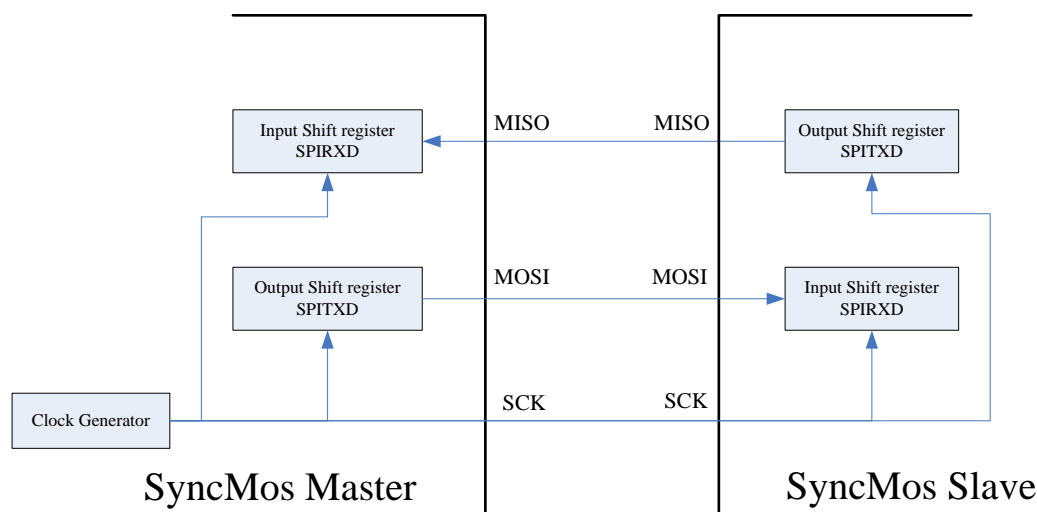 MISO
MISO
Input Shift register
SPIRXD
Output Shift register
SPITXD
MOSI
MOSI
Output Shift register
SPITXD
Input Shift register
SPIRXD
SCK
SCK
Clock Generator
SyncMos Master
SyncMos Slave